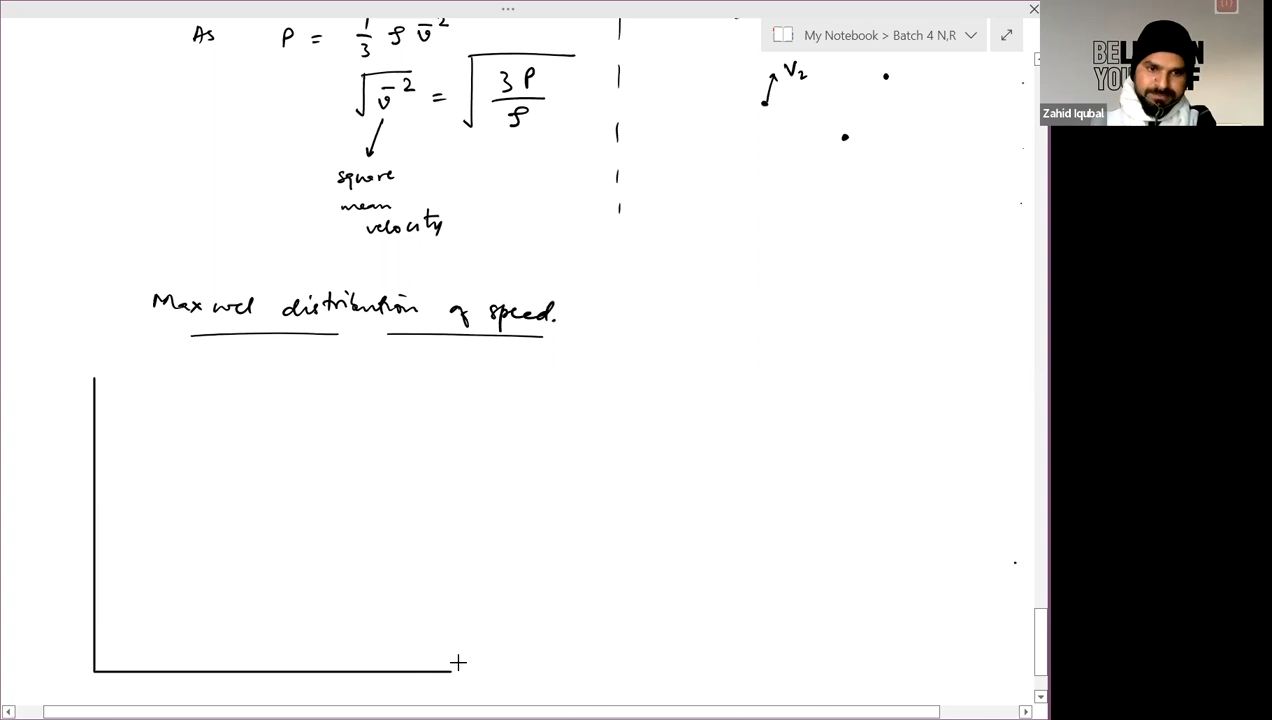 As P = 1/3 ρ v̄²
√v̄² = √3P/ρ
square
mean
velocity
Maxwel distribution of speed.
V₂
My Notebook > Batch 4 N,R
Zahid Iqubal